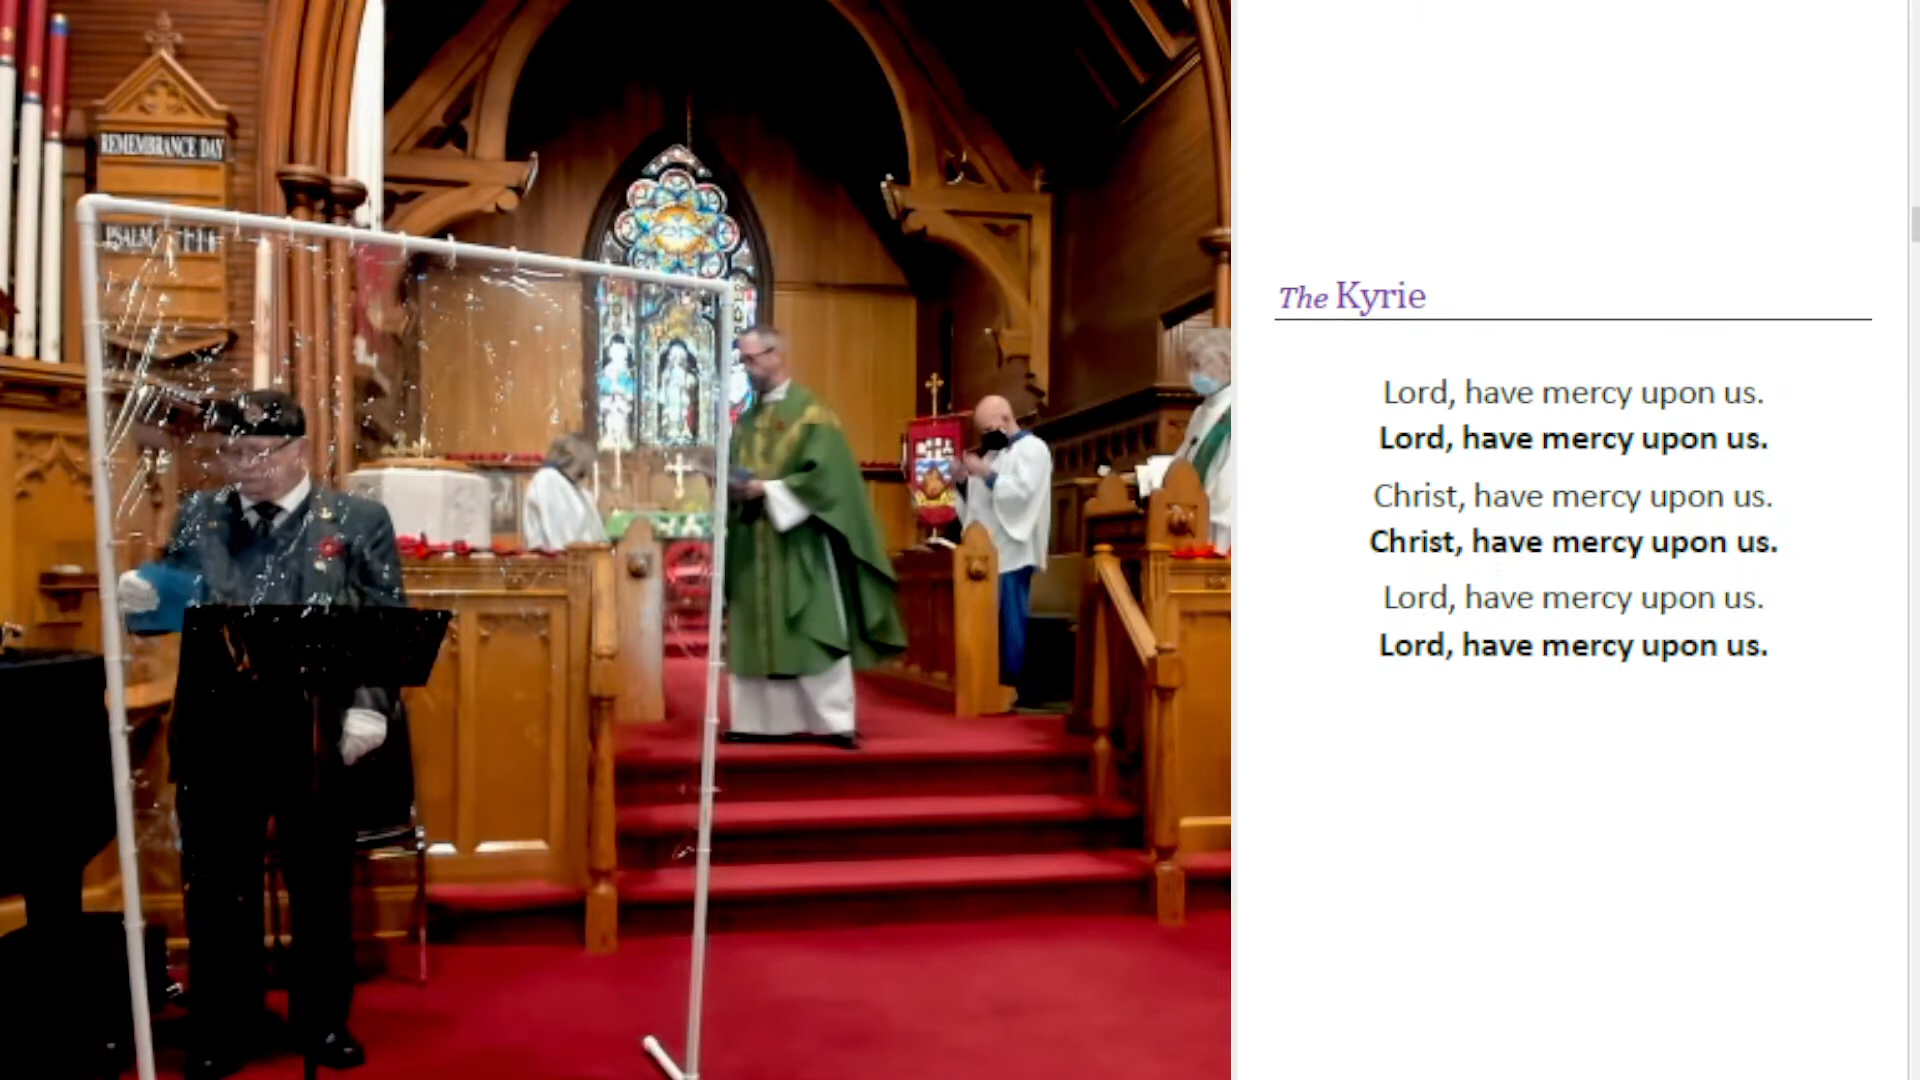 REMEMBRANCE DAY
PSALM
The Kyrie
Lord, have mercy upon us.
Lord, have mercy upon us.
Christ, have mercy upon us.
Christ, have mercy upon us.
Lord, have mercy upon us.
Lord, have mercy upon us.